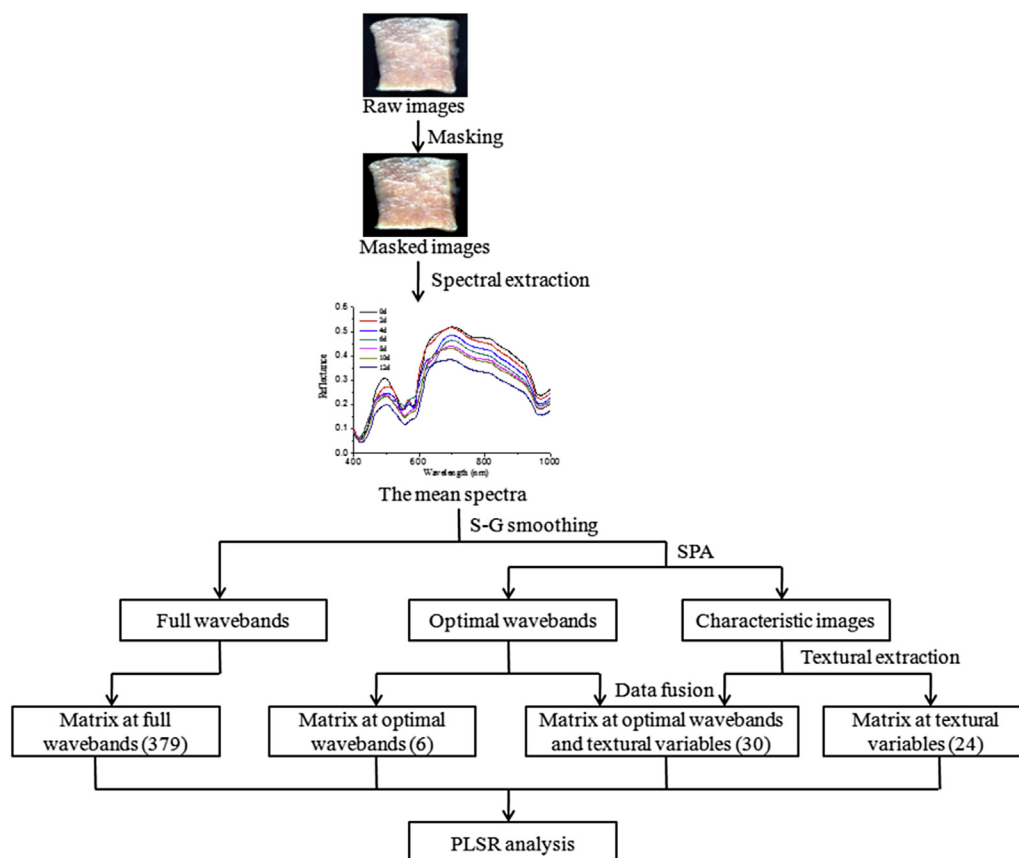 Raw images
Masking
Masked images
Spectral extraction
0.6
0.5
0.4
0.3
0.2
0.1
0.0
Reflectance
0d
2d
4d
6d
8d
10d
12d
400
600
800
1000
Wavelength (nm)
The mean spectra
S-G smoothing
SPA
Full wavebands
Optimal wavebands
Characteristic images
Textural extraction
Data fusion
Matrix at full
wavebands (379)
Matrix at optimal
wavebands (6)
Matrix at optimal wavebands
and textural variables (30)
Matrix at textural
variables (24)
PLSR analysis